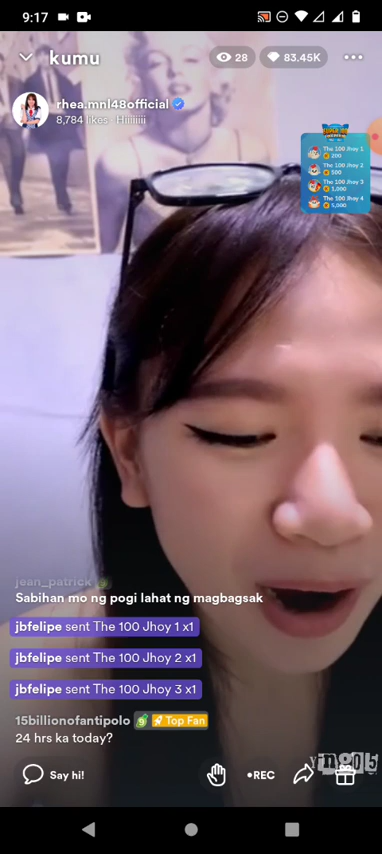 9:17
kumu
28
83.45K
rhea.mnl48official
8,784 likes · Hiiiiiii
The 100 Jhoy 1
200
The 100 Jhoy 2
500
The 100 Jhoy 3
1,000
The 100 Jhoy 4
5,000
jean_patrick
Sabihan mo ng pogi lahat ng magbagsak
jbfelipe sent The 100 Jhoy 1 x1
jbfelipe sent The 100 Jhoy 2 x1
jbfelipe sent The 100 Jhoy 3 x1
15billionofantipolo Top Fan
24 hrs ka today?
Say hi!
•REC